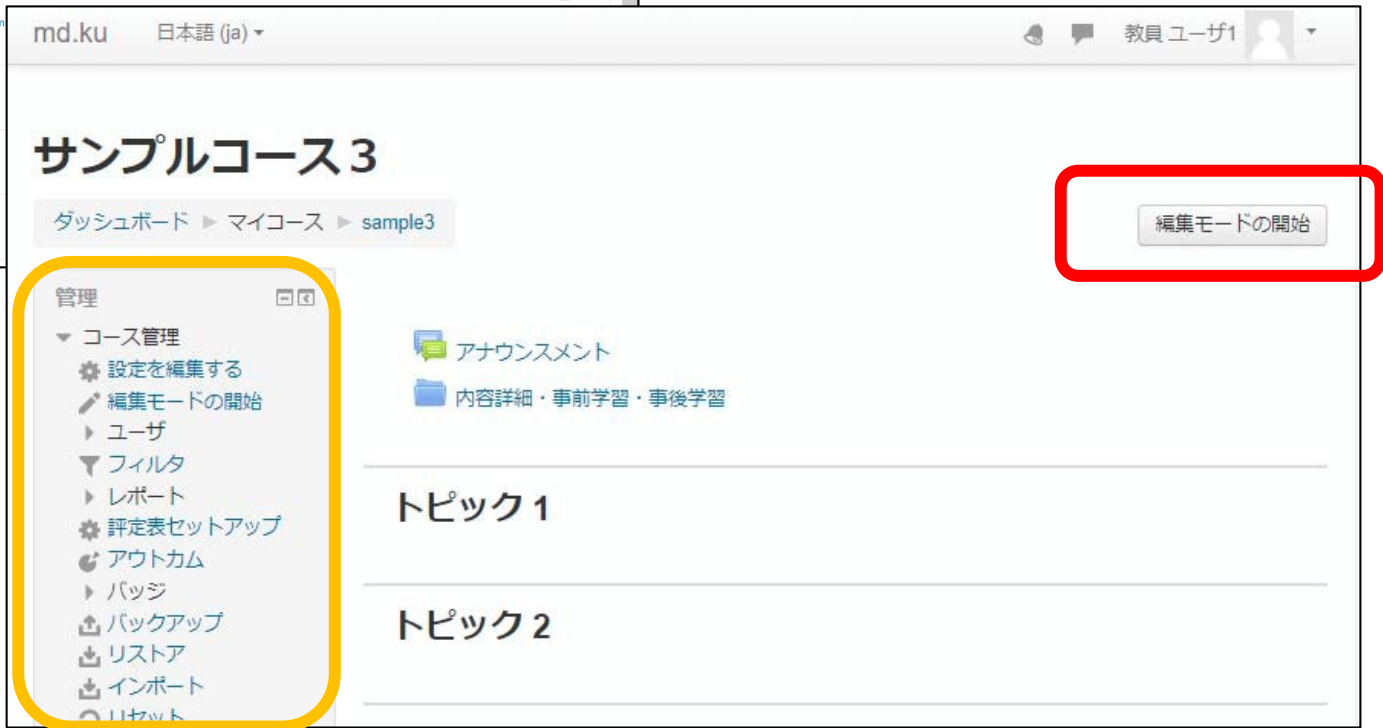 md.ku 日本語 (ja)
教員 ユーザ1
サンプルコース3
ダッシュボード ▶ マイコース ▶ sample3
編集モードの開始
管理
コース管理
設定を編集する
編集モードの開始
ユーザ
フィルタ
レポート
評定表セットアップ
アウトカム
バッジ
バックアップ
リストア
インポート
リセット
アナウンスメント
内容詳細・事前学習・事後学習
トピック 1
トピック 2